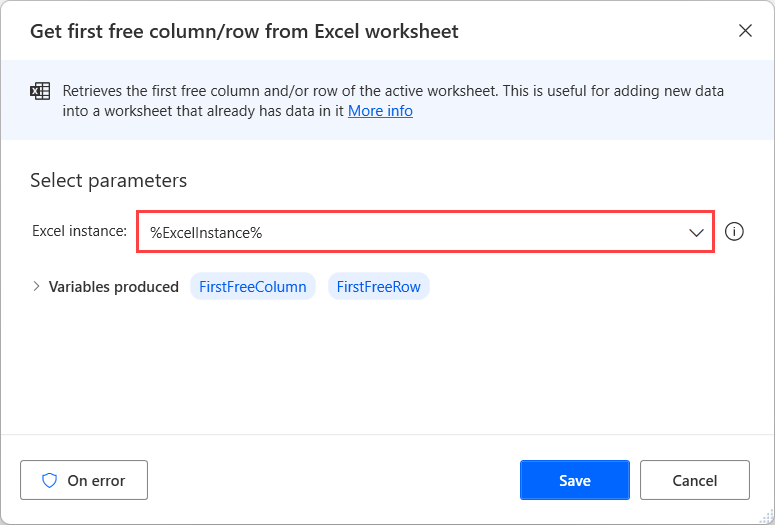 Get first free column/row from Excel worksheet
Retrieves the first free column and/or row of the active worksheet. This is useful for adding new data
into a worksheet that already has data in it More info
Select parameters
Excel instance: %ExcelInstance%
Variables produced FirstFreeColumn FirstFreeRow
On error Save Cancel